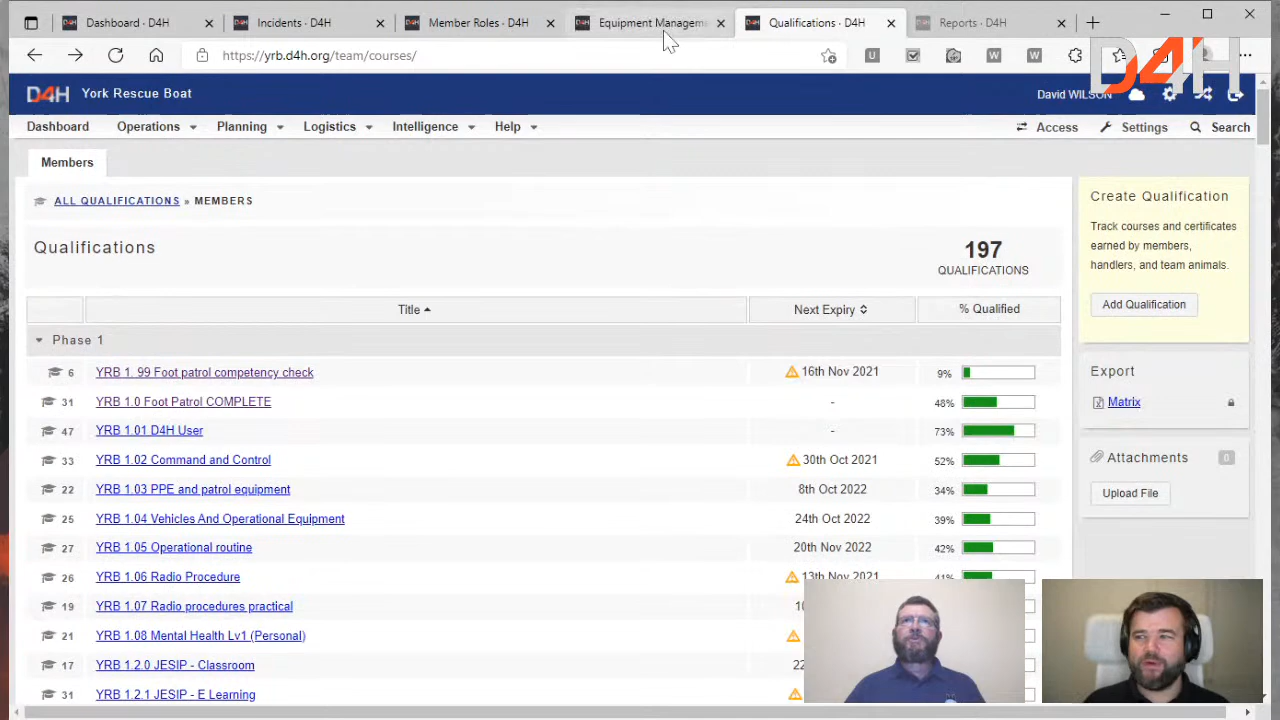 Dashboard · D4H
Incidents · D4H
Member Roles · D4H
Equipment Managem
Qualifications · D4H
Reports · D4H
https://yrb.d4h.org/team/courses/
D4H
D4H York Rescue Boat
David WILSON
Dashboard Operations Planning Logistics Intelligence Help
Access Settings Search
Members
ALL QUALIFICATIONS » MEMBERS
Qualifications
197
QUALIFICATIONS
Title Next Expiry % Qualified
Phase 1
6 YRB 1. 99 Foot patrol competency check 16th Nov 2021 9%
31 YRB 1.0 Foot Patrol COMPLETE - 48%
47 YRB 1.01 D4H User - 73%
33 YRB 1.02 Command and Control 30th Oct 2021 52%
22 YRB 1.03 PPE and patrol equipment 8th Oct 2022 34%
25 YRB 1.04 Vehicles And Operational Equipment 24th Oct 2022 39%
27 YRB 1.05 Operational routine 20th Nov 2022 42%
26 YRB 1.06 Radio Procedure 13th Nov 2021 41%
19 YRB 1.07 Radio procedures practical
21 YRB 1.08 Mental Health Lv1 (Personal)
17 YRB 1.2.0 JESIP - Classroom
31 YRB 1.2.1 JESIP - E Learning
Create Qualification
Track courses and certificates
earned by members,
handlers, and team animals.
Add Qualification
Export
Matrix
Attachments 0
Upload File